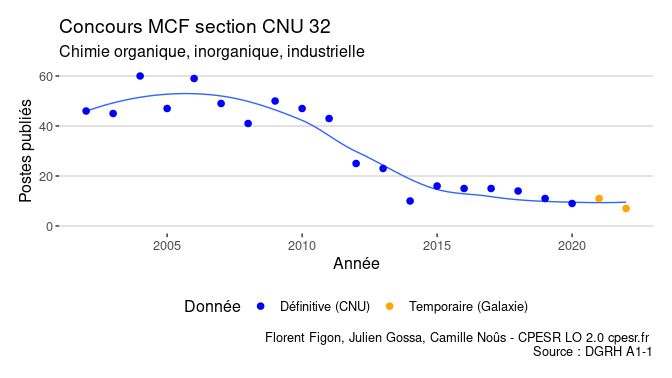 Concours MCF section CNU 32
Chimie organique, inorganique, industrielle
Postes publiés
60
40
20
0
2005 2010 2015 2020
Année
Donnée Définitive (CNU) Temporaire (Galaxie)
Florent Figon, Julien Gossa, Camille Noûs - CPESR LO 2.0 cpesr.fr
Source : DGRH A1-1